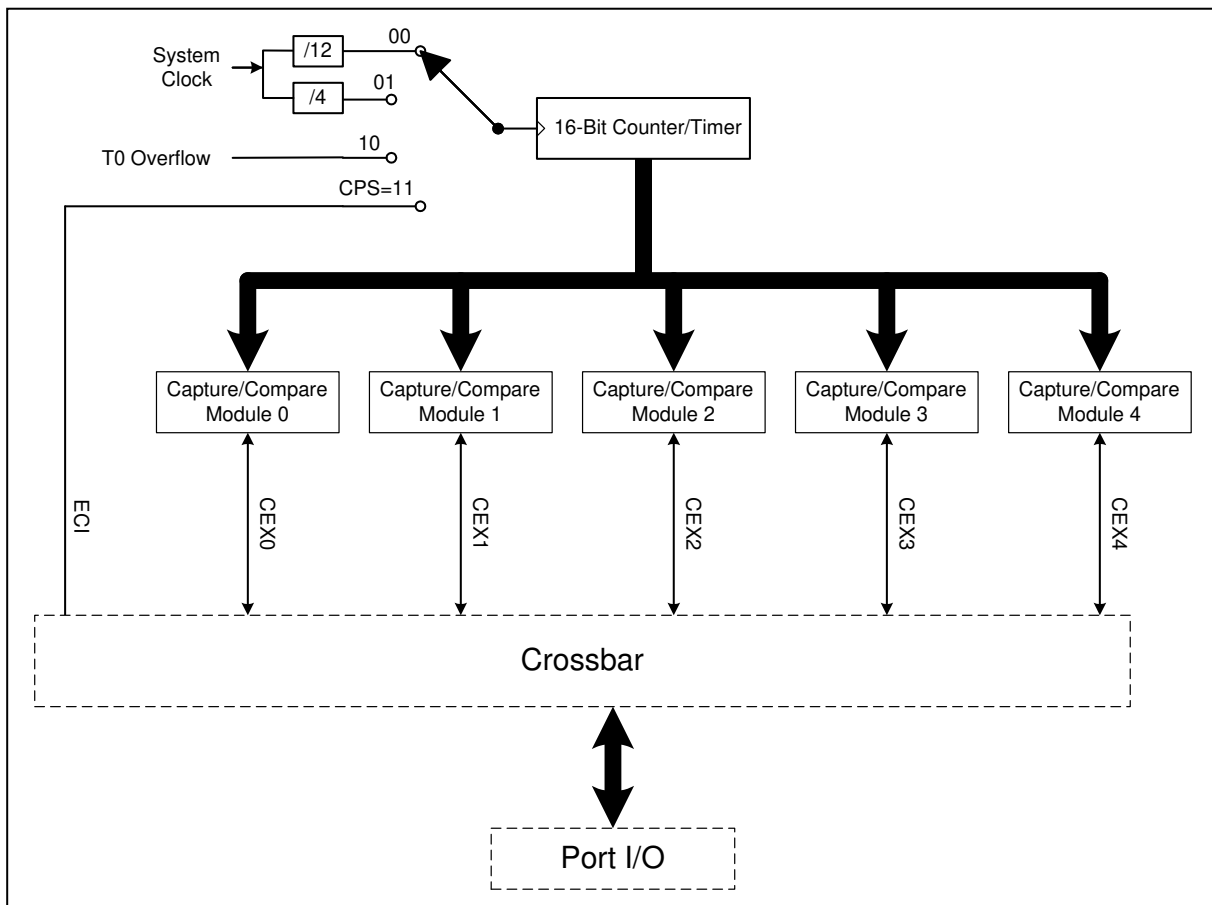 System
Clock
/12
00
/4
01
16-Bit Counter/Timer
T0 Overflow
10
CPS=11
Capture/Compare
Module 0
Capture/Compare
Module 1
Capture/Compare
Module 2
Capture/Compare
Module 3
Capture/Compare
Module 4
ECI
CEX0
CEX1
CEX2
CEX3
CEX4
Crossbar
Port I/O